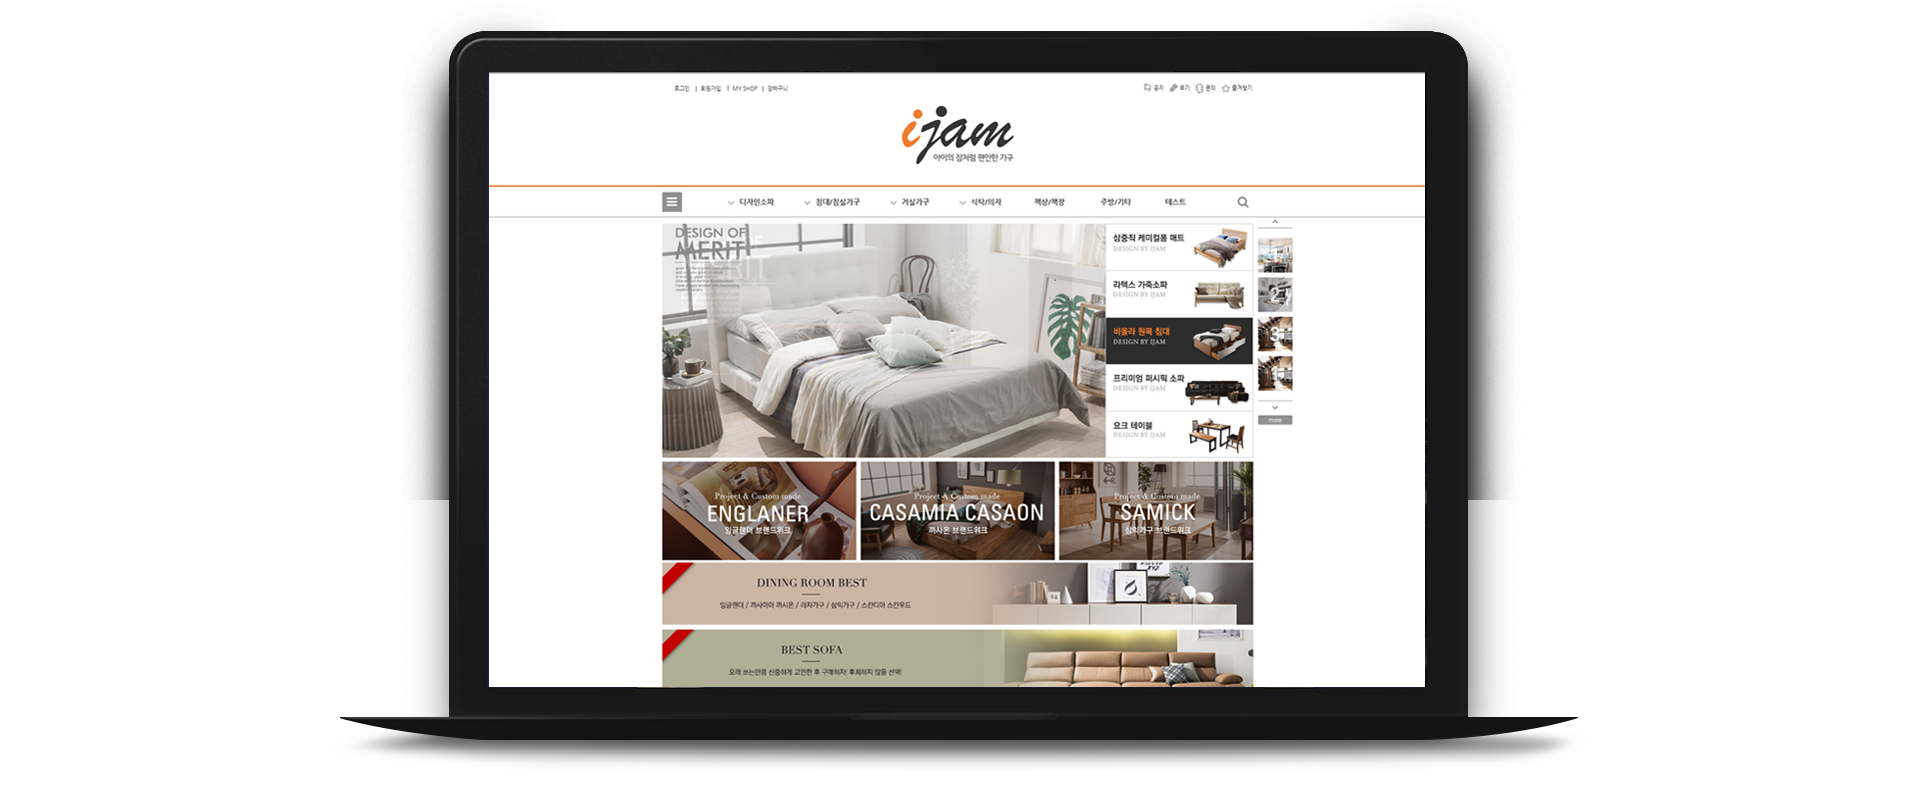 로그인 | 회원가입 | MY SHOP | 장바구니
공지 후기 문의 즐겨찾기
ijam
아이의 잠처럼 편안한 가구
디자인소파 침대/침실가구 거실가구 식탁/의자 책상/책장 주방/기타 테스트
DESIGN OF
MERIT
삼중직 케미컬폼 매트
DESIGN BY IJAM
라텍스 가죽소파
DESIGN BY IJAM
비올라 원목 침대
DESIGN BY IJAM
프리미엄 퍼시픽 소파
DESIGN BY IJAM
요크 테이블
DESIGN BY IJAM
2
3
more
Project & Custom made
ENGLANER
잉글랜더 브랜드위크
Project & Custom made
CASAMIA CASAON
까사온 브랜드위크
Project & Custom made
SAMICK
삼익가구 브랜드위크
DINING ROOM BEST
잉글랜더 / 까사미아 까시온 / 라자가구 / 삼익가구 / 스칸디아 스칸우드
BEST SOFA
오래 쓰는만큼 신중하게 고민한 후 구매하자! 후회하지 않을 선택!